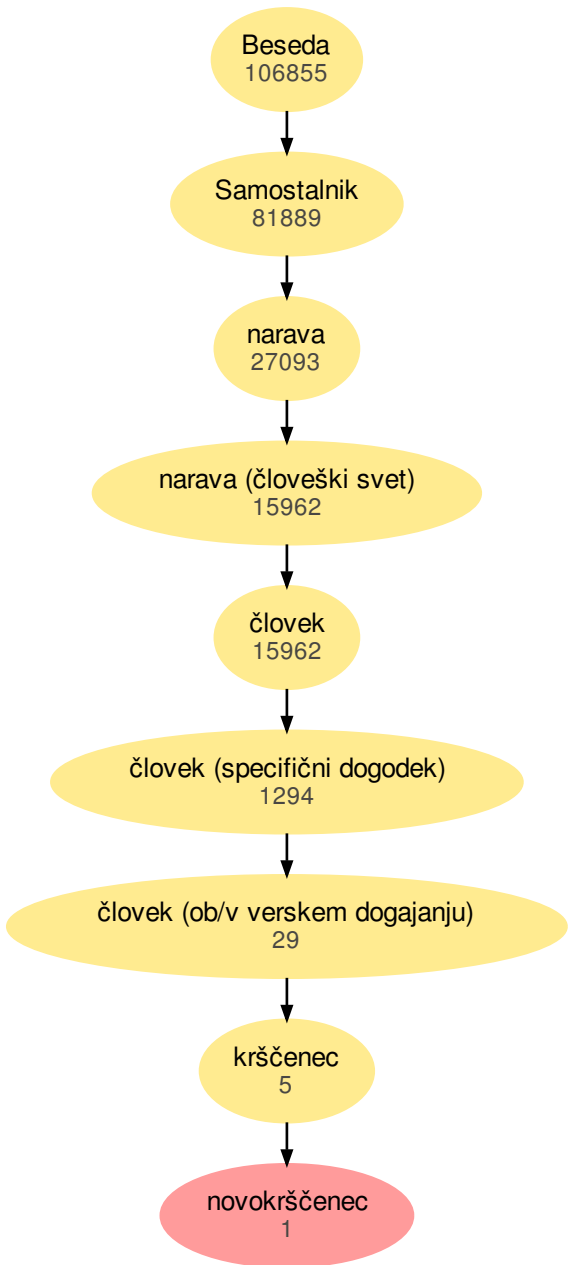 Beseda
106855
Samostalnik
81889
narava
27093
narava (človeški svet)
15962
človek
15962
človek (specifični dogodek)
1294
človek (ob/v verskem dogajanju)
29
krščenec
5
novokrščenec
1